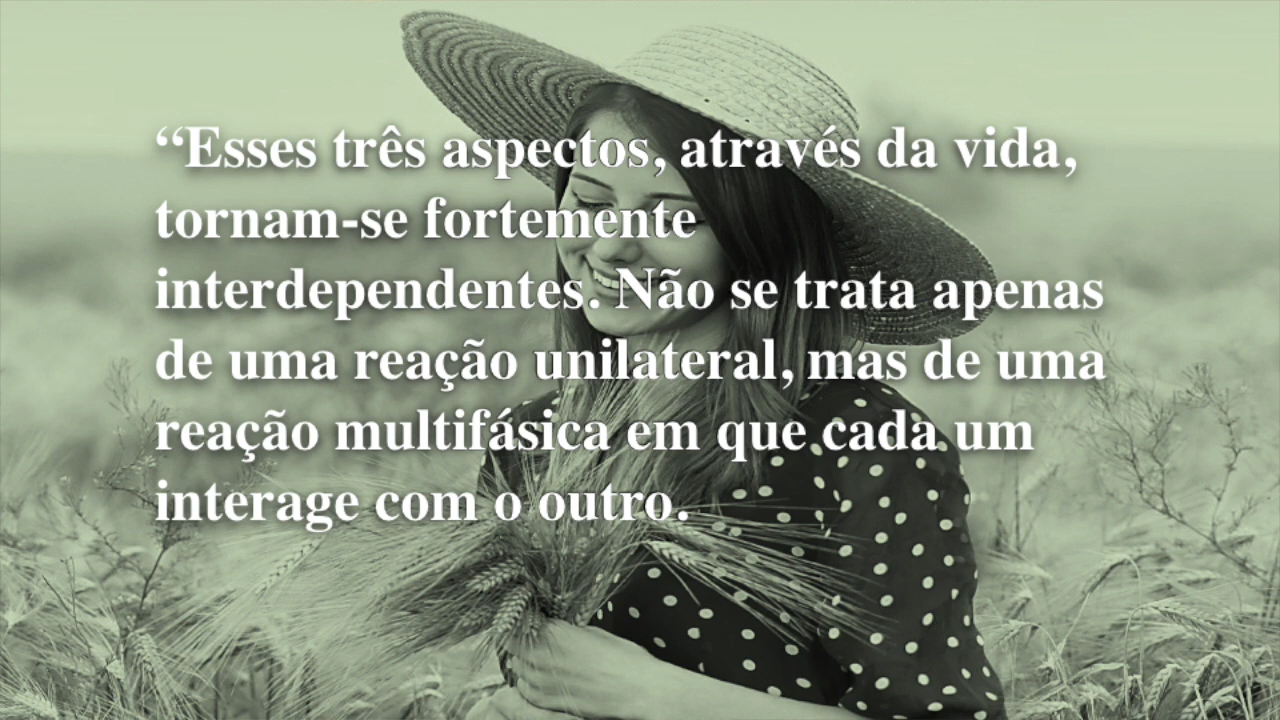 “Esses três aspectos, através da vida,
tornam-se fortemente
interdependentes. Não se trata apenas
de uma reação unilateral, mas de uma
reação multifásica em que cada um
interage com o outro.